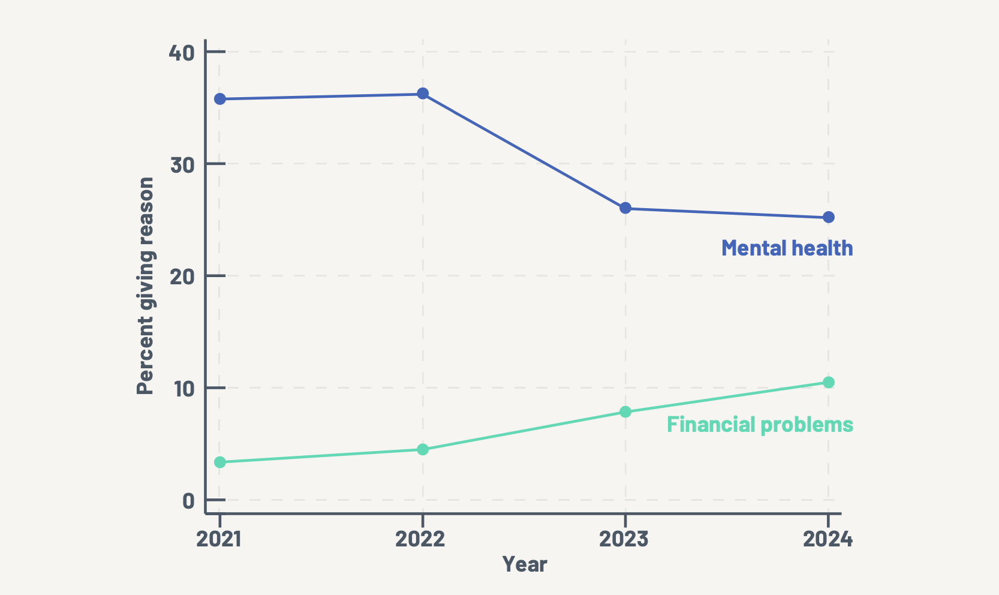 40
30
20
10
0
Percent giving reason
Mental health
Financial problems
2021 2022 2023 2024
Year